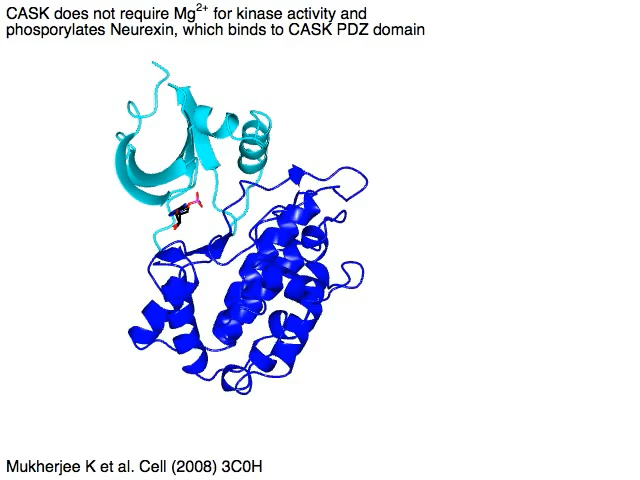 CASK does not require Mg²⁺ for kinase activity and
phosporylates Neurexin, which binds to CASK PDZ domain
Mukherjee K et al. Cell (2008) 3C0H